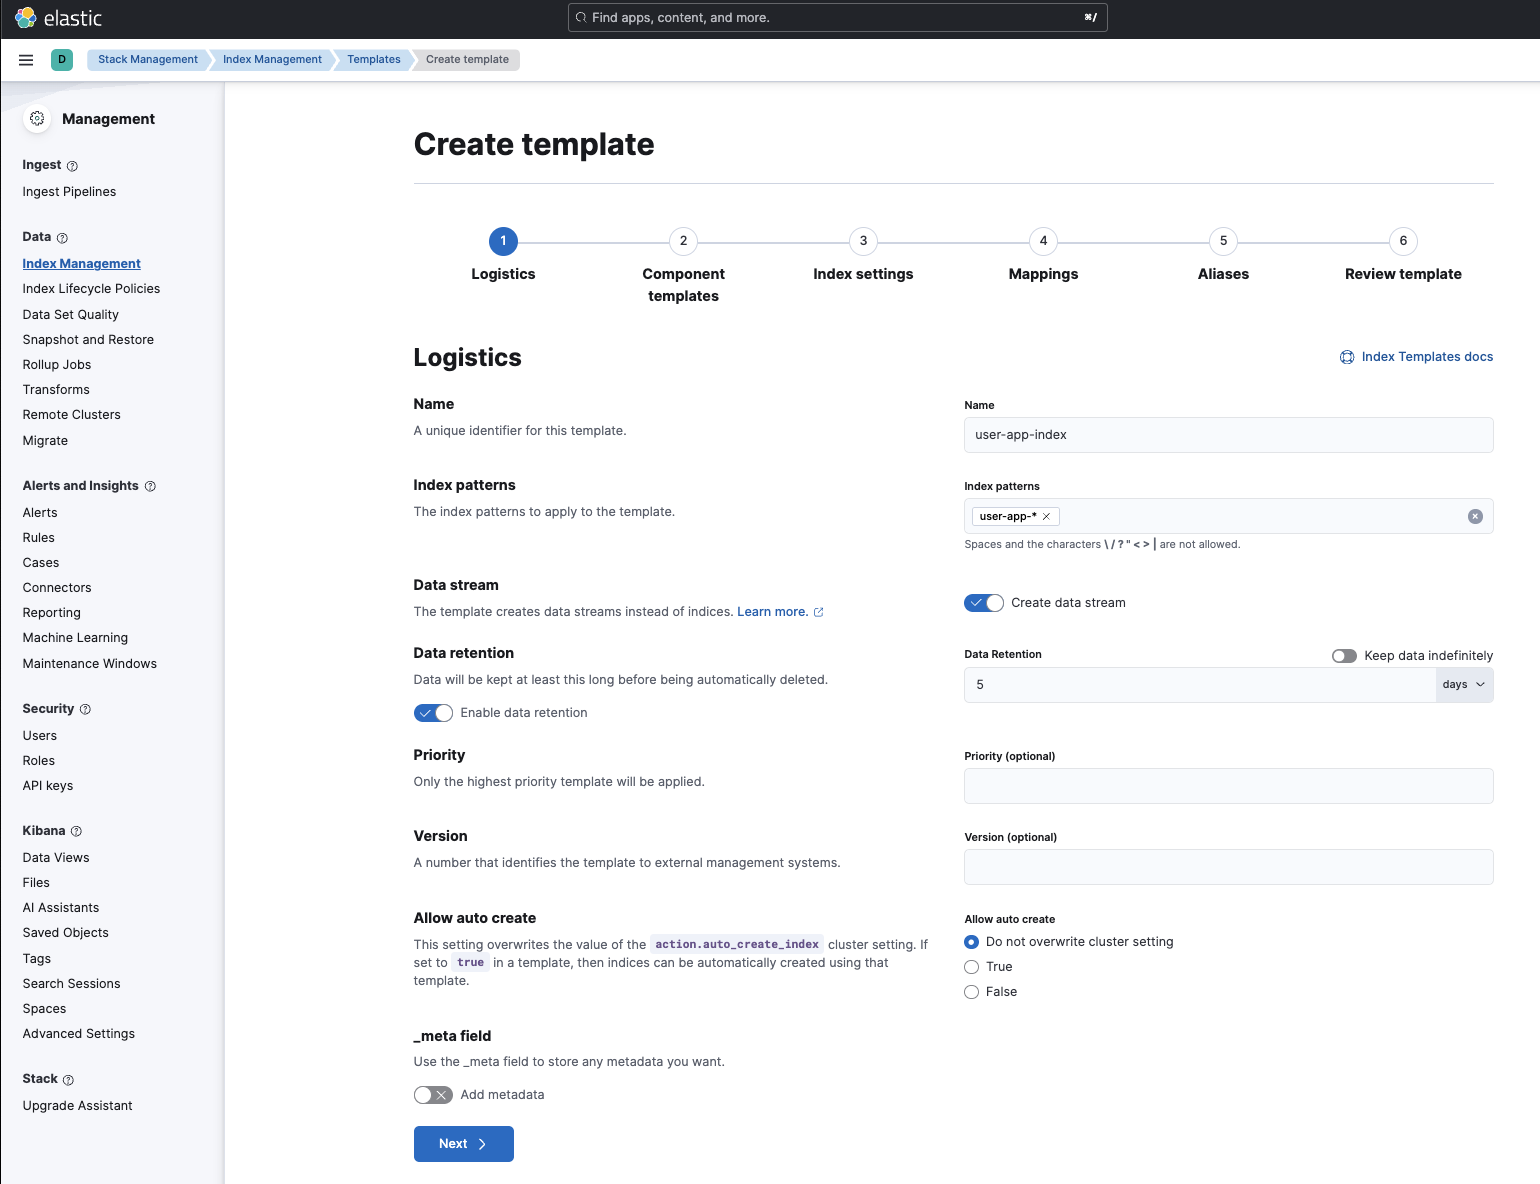 elastic
Find apps, content, and more.
⌘/
D
Stack Management
Index Management
Templates
Create template
Management
Ingest
Ingest Pipelines
Data
Index Management
Index Lifecycle Policies
Data Set Quality
Snapshot and Restore
Rollup Jobs
Transforms
Remote Clusters
Migrate
Alerts and Insights
Alerts
Rules
Cases
Connectors
Reporting
Machine Learning
Maintenance Windows
Security
Users
Roles
API keys
Kibana
Data Views
Files
AI Assistants
Saved Objects
Tags
Search Sessions
Spaces
Advanced Settings
Stack
Upgrade Assistant
Create template
1
Logistics
2
Component
templates
3
Index settings
4
Mappings
5
Aliases
6
Review template
Logistics
Index Templates docs
Name
A unique identifier for this template.
Name
user-app-index
Index patterns
The index patterns to apply to the template.
Index patterns
user-app-*
Spaces and the characters \ / ? " < > | are not allowed.
Data stream
The template creates data streams instead of indices. Learn more.
Create data stream
Data retention
Data will be kept at least this long before being automatically deleted.
Enable data retention
Data Retention
Keep data indefinitely
5
days
Priority
Only the highest priority template will be applied.
Priority (optional)
Version
A number that identifies the template to external management systems.
Version (optional)
Allow auto create
This setting overwrites the value of the action.auto_create_index cluster setting. If
set to true in a template, then indices can be automatically created using that
template.
Allow auto create
Do not overwrite cluster setting
True
False
_meta field
Use the _meta field to store any metadata you want.
Add metadata
Next